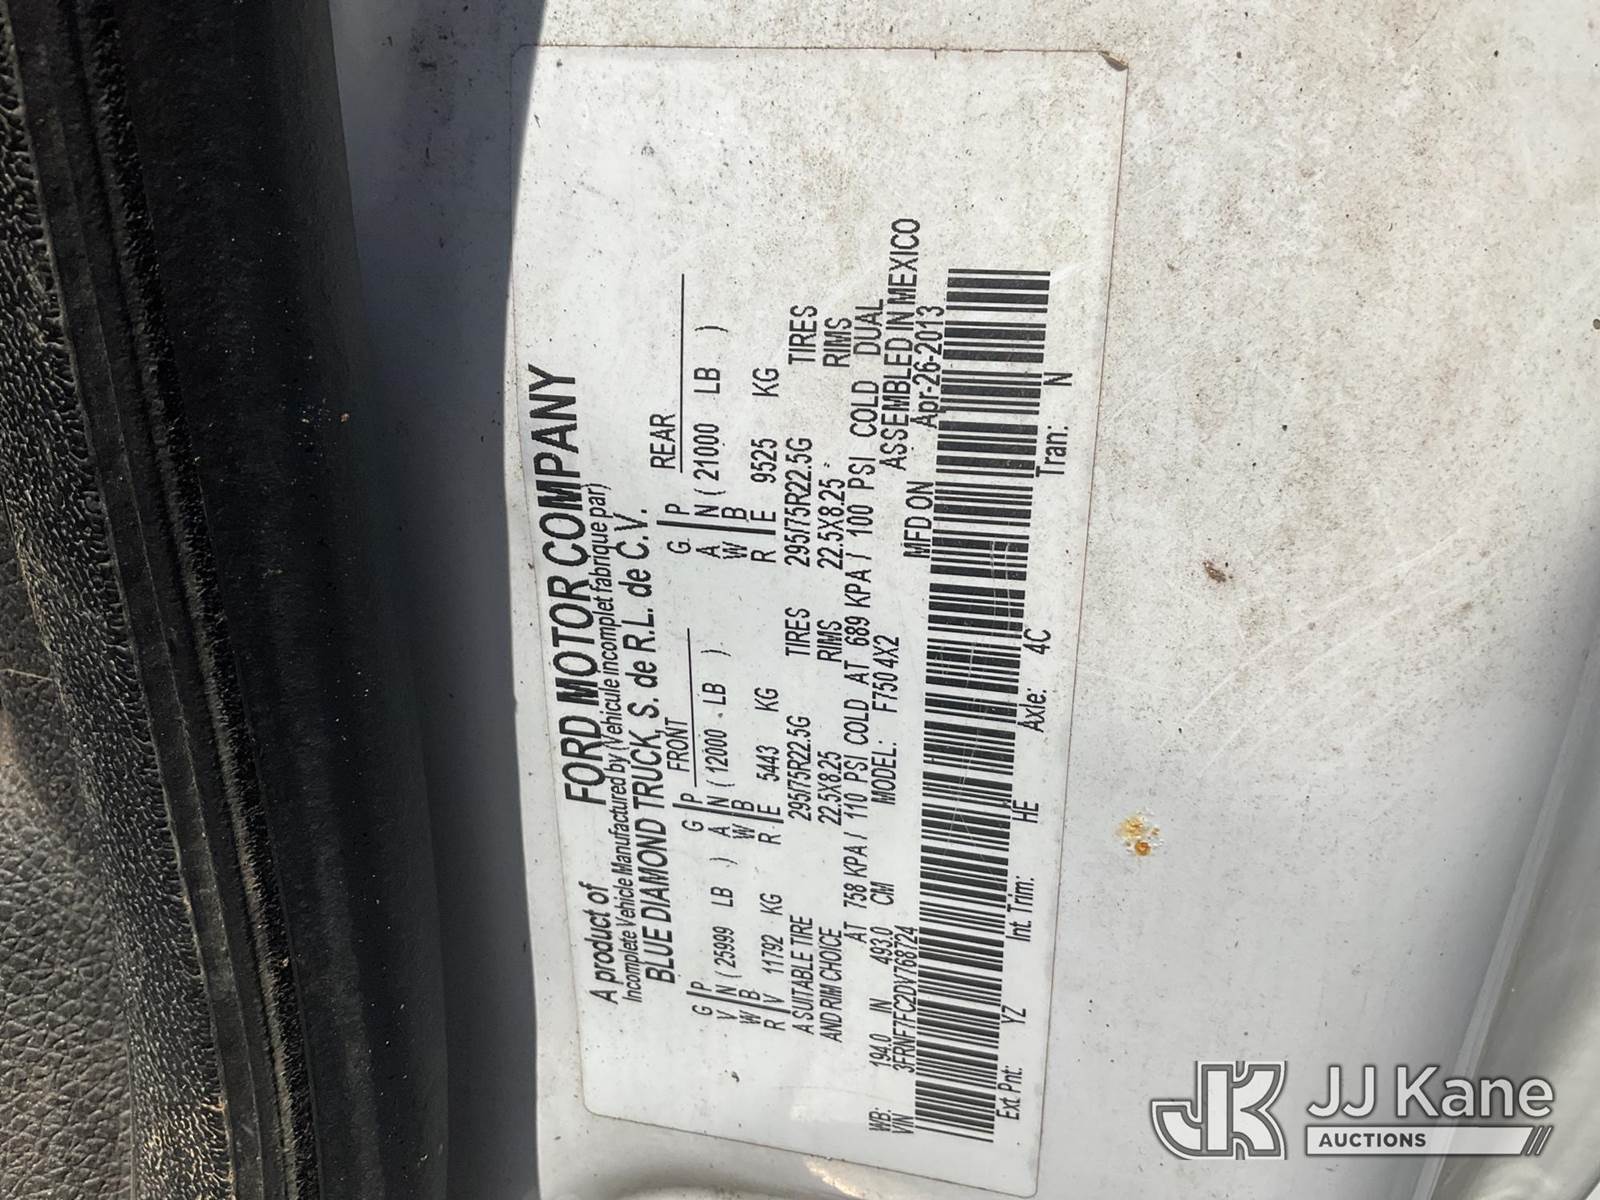 A product of FORD MOTOR COMPANY
Incomplete Vehicle Manufactured by (Vehicule Incomplet fabrique par)
BLUE DIAMOND TRUCK, S. de R.L. de C.V.
FRONT REAR
G P G P G P
V N ( 25999 LB ) A N ( 12000 LB ) A N ( 21000 LB )
W B W B W B
R V 11792 KG R E 5443 KG R E 9525 KG
A SUITABLE TIRE 295/75R22.5G TIRES 295/75R22.5G TIRES
AND RIM CHOICE 22.5X8.25 RIMS 22.5X8.25 RIMS
AT 758 KPA / 110 PSI COLD AT 689 KPA / 100 PSI COLD DUAL
WB: 194.0 IN 493.0 CM MODEL: F750 4X2 ASSEMBLED IN MEXICO
VIN 3FRNF7FC2DV768724 MFD ON Apr-26-2013
Ext. Pnt: YZ Int. Trim: HE Axle: 4C Tran: N
JJ Kane
AUCTIONS